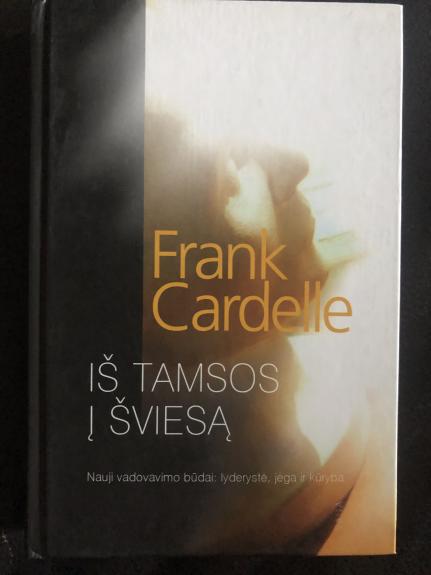 Frank
Cardelle
IŠ TAMSOS
Į ŠVIESĄ
Nauji vadovavimo būdai: lyderystė, jėga ir kūryba